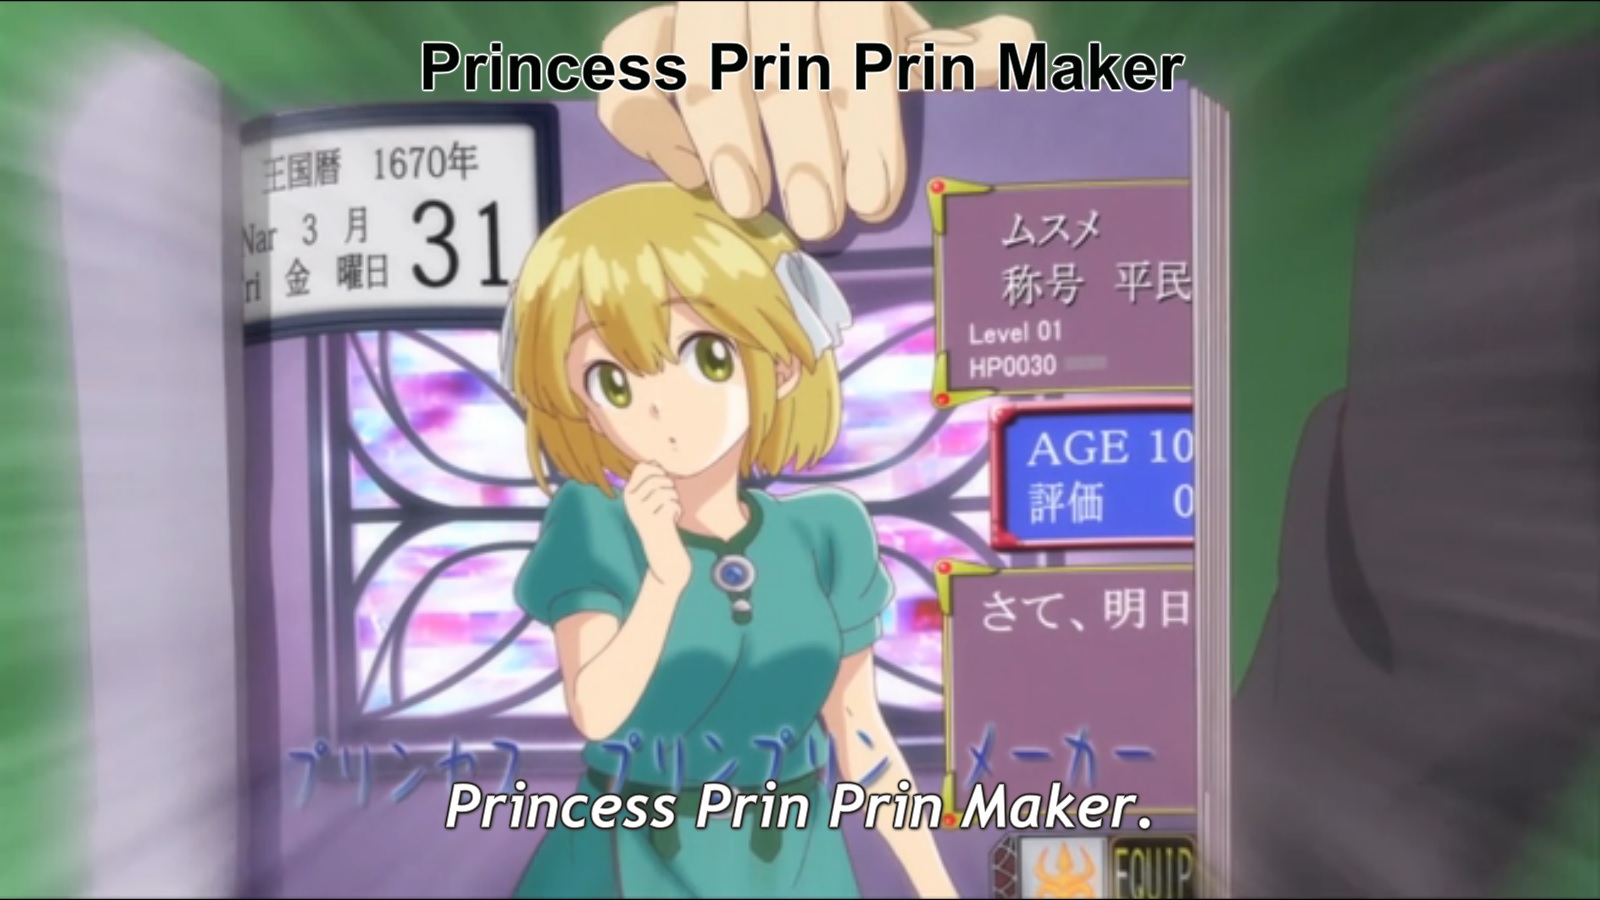 Princess Prin Prin Maker
王国暦 1670年
Mar 3 月
Fri 金 曜日 31
ムスメ
称号 平民
Level 01
HP0030
AGE 10
評価 0
さて、明日
プリンセス プリンプリン メーカー
Princess Prin Prin Maker.
EQUIP